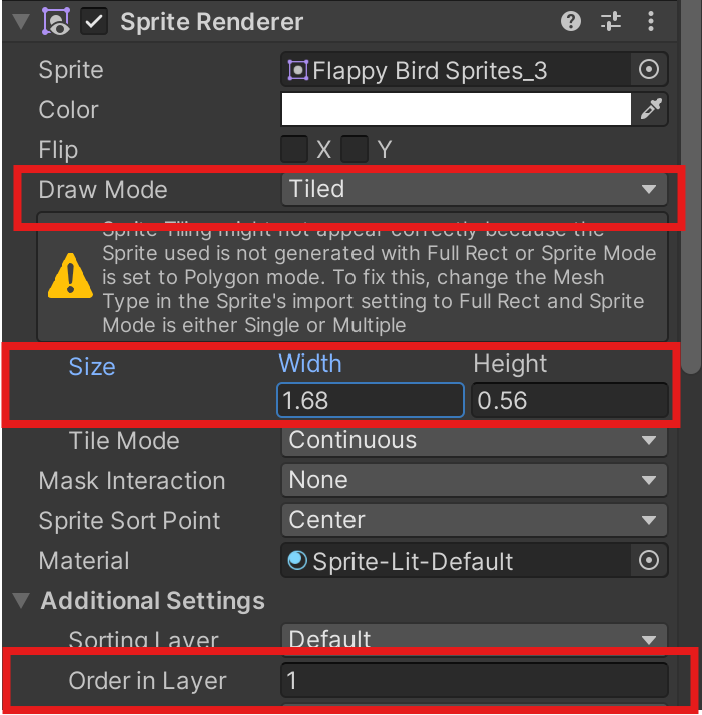 Sprite Renderer
Sprite Flappy Bird Sprites_3
Color
Flip X Y
Draw Mode Tiled
Sprite Tiling might not appear correctly because the
Sprite used is not generated with Full Rect or Sprite Mode
is set to Polygon mode. To fix this, change the Mesh
Type in the Sprite's import setting to Full Rect and Sprite
Mode is either Single or Multiple
Size Width Height
1.68 0.56
Tile Mode Continuous
Mask Interaction None
Sprite Sort Point Center
Material Sprite-Lit-Default
Additional Settings
Sorting Layer Default
Order in Layer 1